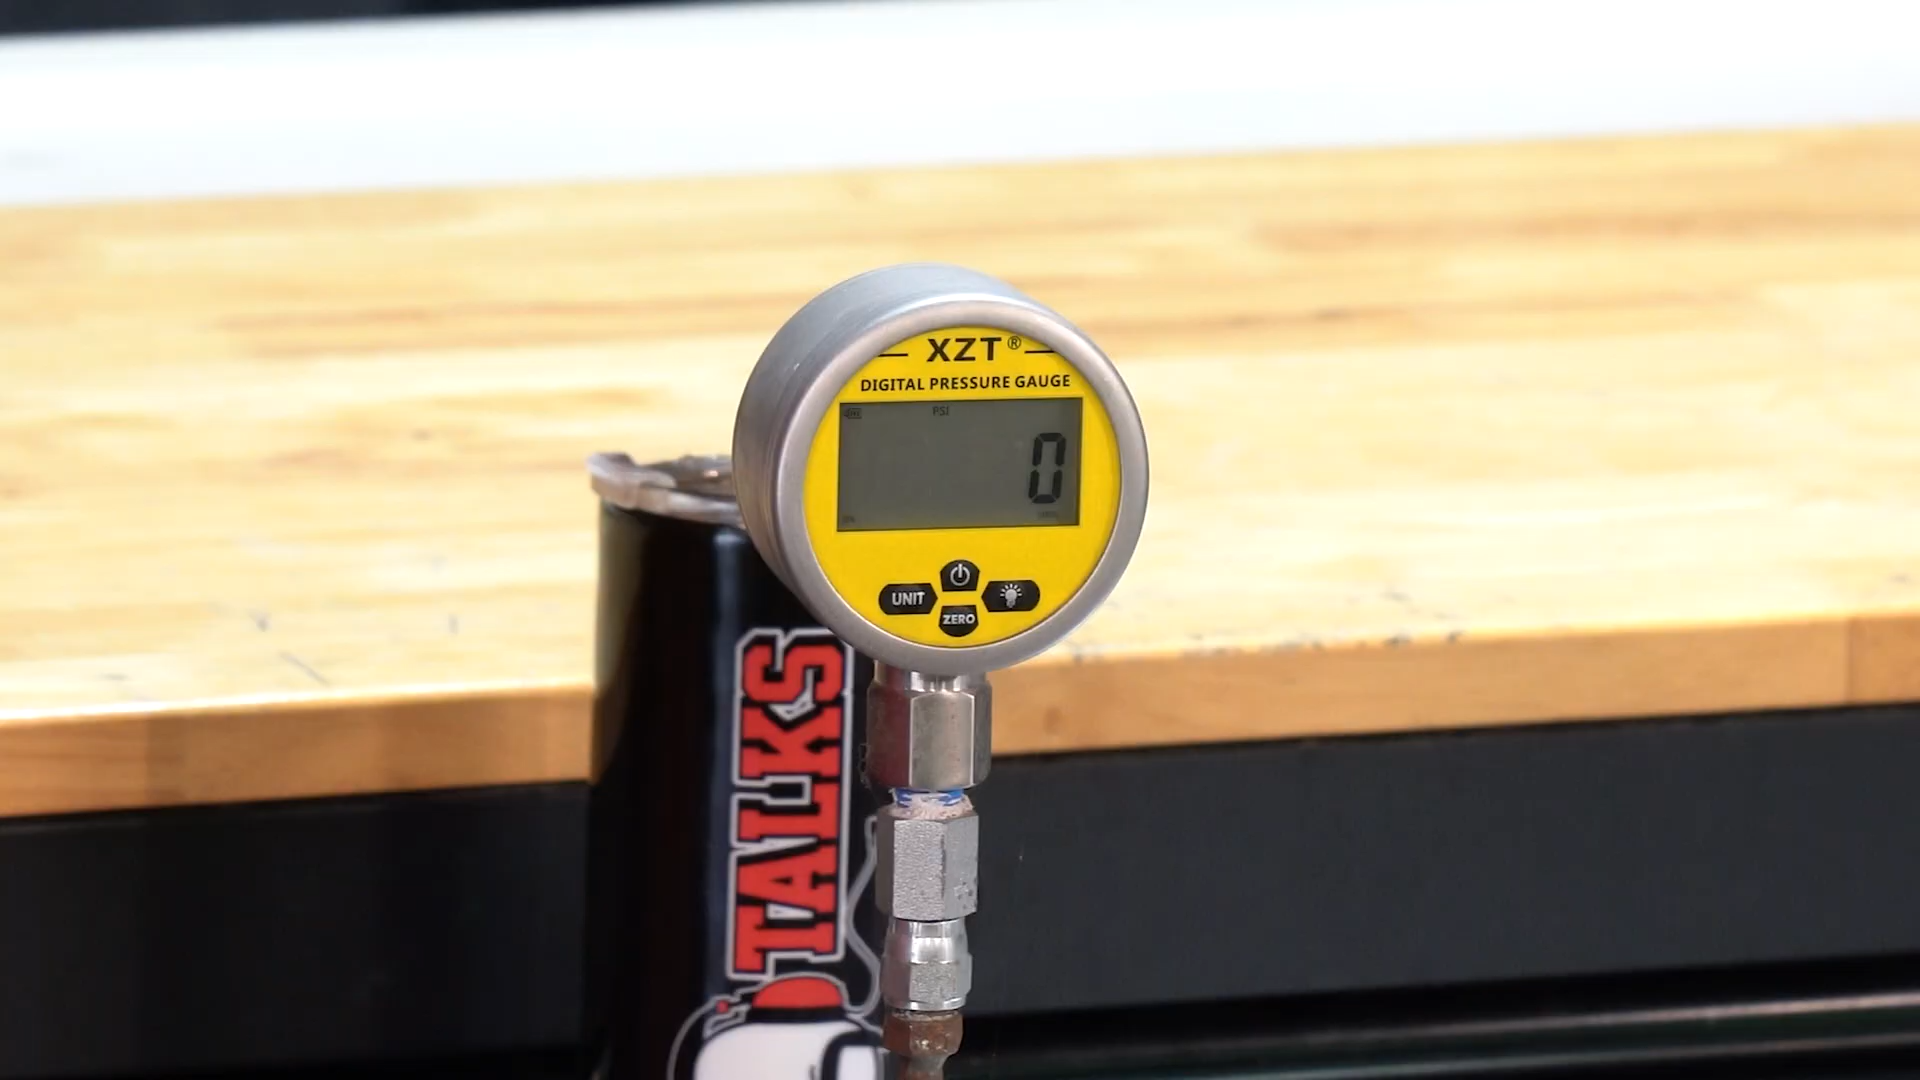 XZT®
DIGITAL PRESSURE GAUGE
PSI
0
UNIT
ZERO
TALKS